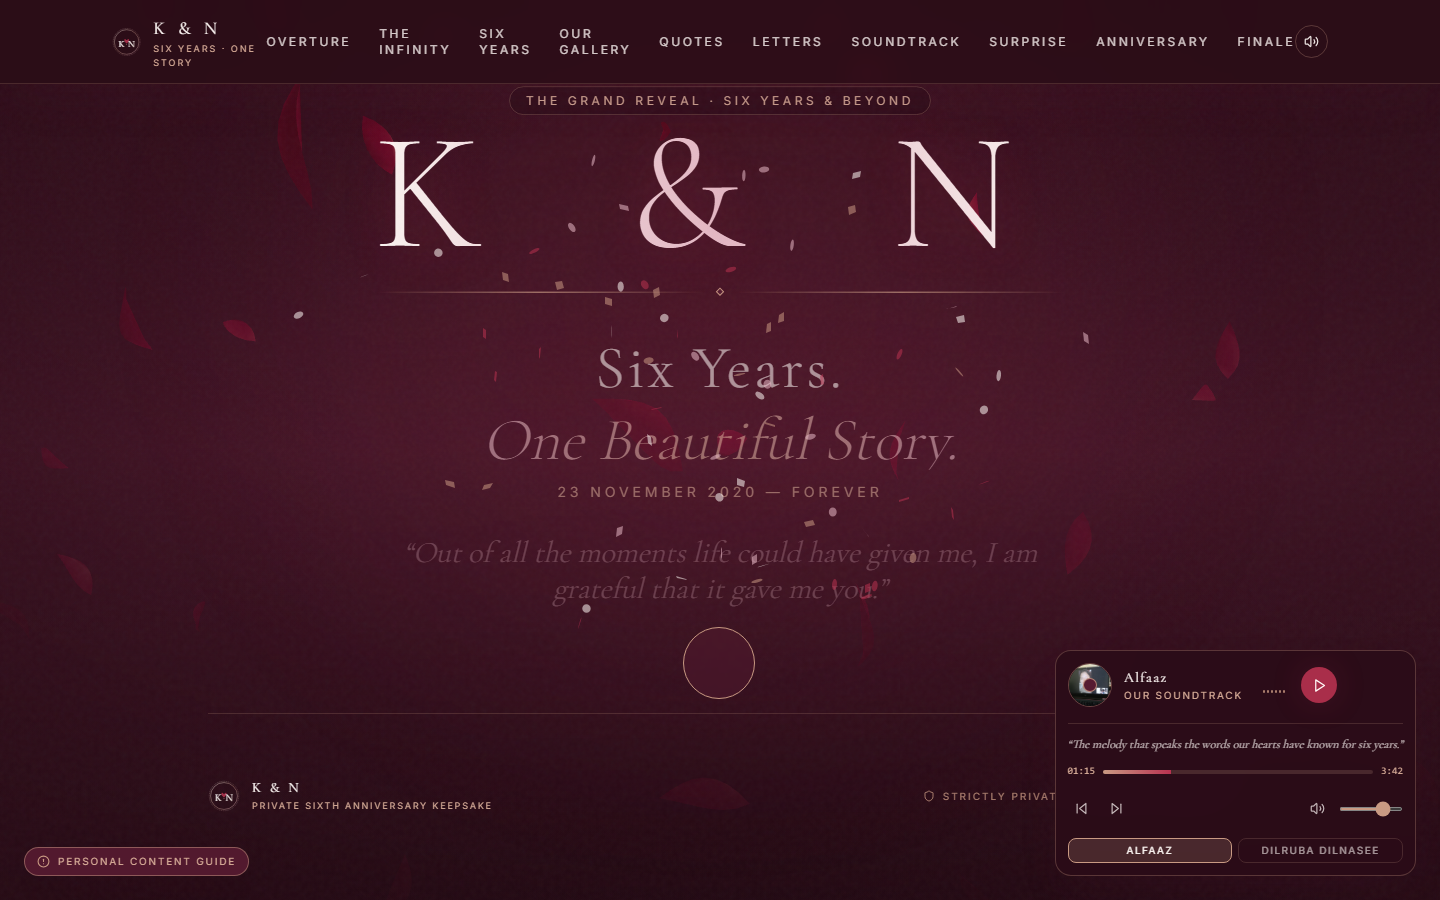 K & N
SIX YEARS · ONE
STORY
OVERTURE
THE
INFINITY
SIX
YEARS
OUR
GALLERY
QUOTES
LETTERS
SOUNDTRACK
SURPRISE
ANNIVERSARY
FINALE
THE GRAND REVEAL · SIX YEARS & BEYOND
K & N
Six Years.
One Beautiful Story.
23 NOVEMBER 2020 — FOREVER
“Out of all the moments life could have given me, I am
grateful that it gave me you.”
K & N
PRIVATE SIXTH ANNIVERSARY KEEPSAKE
STRICTLY PRIVAT
PERSONAL CONTENT GUIDE
Alfaaz
OUR SOUNDTRACK
“The melody that speaks the words our hearts have known for six years.”
01:15
3:42
ALFAAZ
DILRUBA DILNASEE